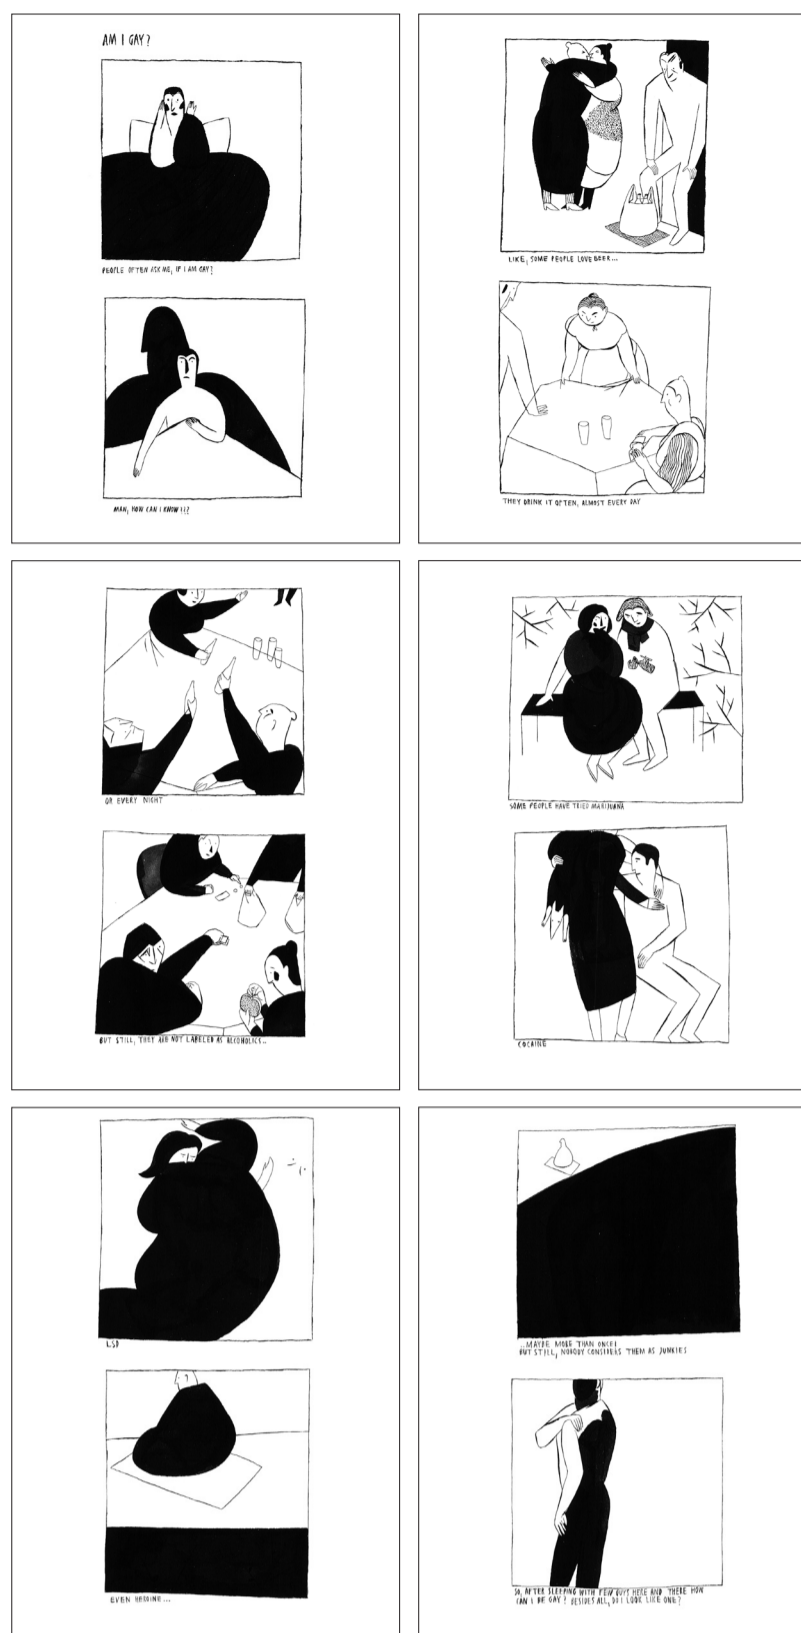 AM I GAY?
PEOPLE OFTEN ASK ME, IF I AM GAY?
MAN, HOW CAN I KNOW!??
LIKE, SOME PEOPLE LOVE BEER...
THEY DRINK IT OFTEN, ALMOST EVERY DAY
OR EVERY NIGHT
BUT STILL, THEY ARE NOT LABELED AS ALCOHOLICS..
SOME PEOPLE HAVE TRIED MARIJUANA
COCAINE
LSD
EVEN HEROINE...
...MAYBE MORE THAN ONCE!
BUT STILL, NOBODY CONSIDERS THEM AS JUNKIES
SO, AFTER SLEEPING WITH FEW GUYS HERE AND THERE HOW
CAN I BE GAY? BESIDES ALL, DO I LOOK LIKE ONE?